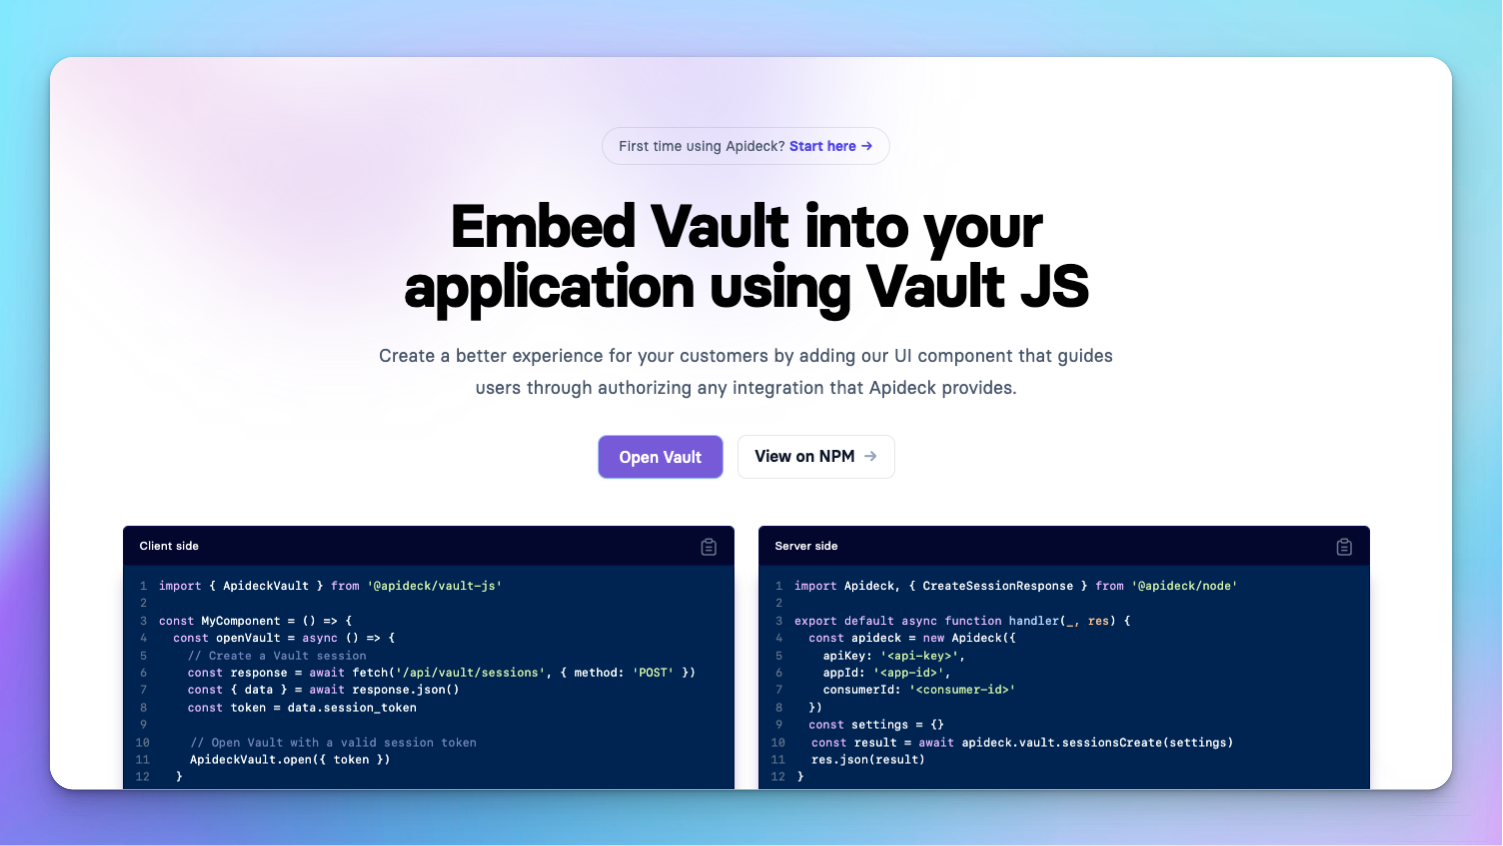 First time using Apideck? Start here →
Embed Vault into your
application using Vault JS
Create a better experience for your customers by adding our UI component that guides
users through authorizing any integration that Apideck provides.
Open Vault
View on NPM →
Client side
1 import { ApideckVault } from '@apideck/vault-js'
2
3 const MyComponent = () => {
4 const openVault = async () => {
5 // Create a Vault session
6 const response = await fetch('/api/vault/sessions', { method: 'POST' })
7 const { data } = await response.json()
8 const token = data.session_token
9
10 // Open Vault with a valid session token
11 ApideckVault.open({ token })
12 }
Server side
1 import Apideck, { CreateSessionResponse } from '@apideck/node'
2
3 export default async function handler(_, res) {
4 const apideck = new Apideck({
5 apiKey: '<api-key>',
6 appId: '<app-id>',
7 consumerId: '<consumer-id>'
8 })
9 const settings = {}
10 const result = await apideck.vault.sessionsCreate(settings)
11 res.json(result)
12 }